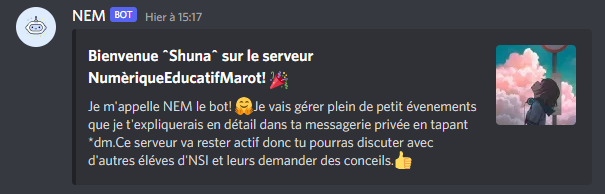 NEM BOT Hier à 15:17
Bienvenue ˆShunaˆ sur le serveur
NumèriqueEducatifMarot! 🎉
Je m'appelle NEM le bot! 🤗Je vais gérer plein de petit évenements
que je t'expliquerais en détail dans ta messagerie privée en tapant
*dm.Ce serveur va rester actif donc tu pourras discuter avec
d'autres éléves d'NSI et leurs demander des conceils.👍